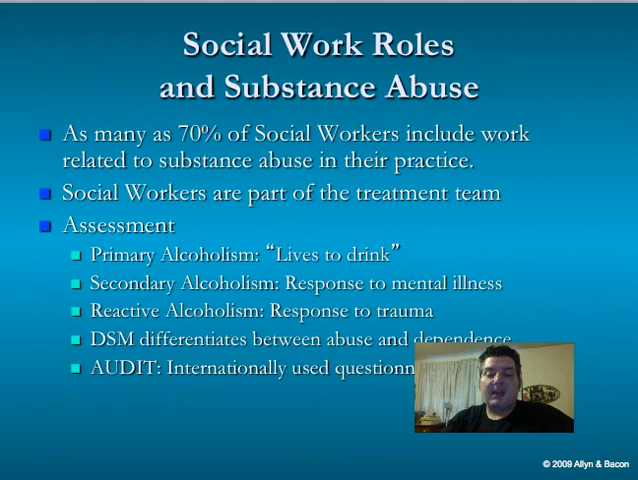 Social Work Roles
and Substance Abuse
As many as 70% of Social Workers include work
related to substance abuse in their practice.
Social Workers are part of the treatment team
Assessment
Primary Alcoholism: “Lives to drink”
Secondary Alcoholism: Response to mental illness
Reactive Alcoholism: Response to trauma
DSM differentiates between abuse and dependence
AUDIT: Internationally used
© 2009 Allyn & Bacon